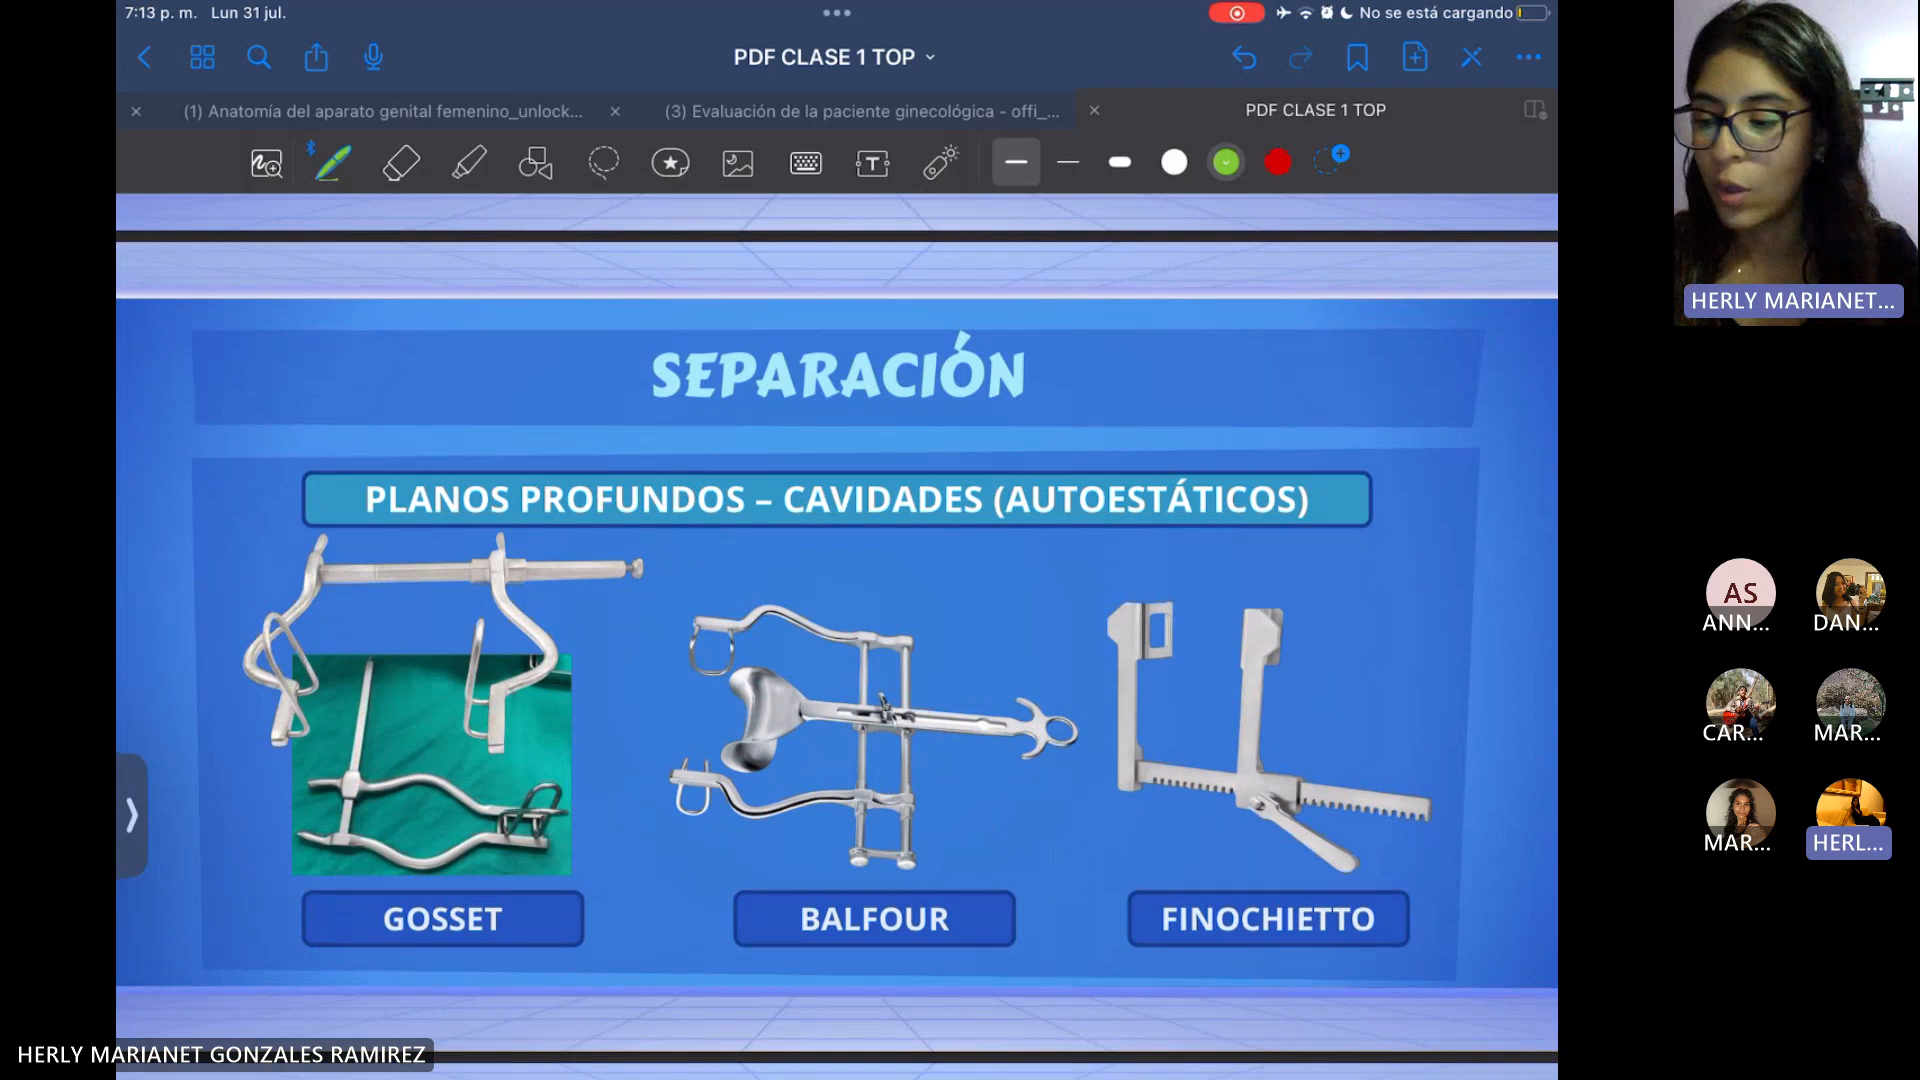 7:13 p. m. Lun 31 jul.
No se está cargando
PDF CLASE 1 TOP
(1) Anatomía del aparato genital femenino_unlock...
(3) Evaluación de la paciente ginecológica - offi_...
PDF CLASE 1 TOP
T
HERLY MARIANET...
SEPARACIÓN
PLANOS PROFUNDOS – CAVIDADES (AUTOESTÁTICOS)
GOSSET
BALFOUR
FINOCHIETTO
AS
ANN...
DAN...
CAR...
MAR...
MAR...
HERL...
HERLY MARIANET GONZALES RAMIREZ